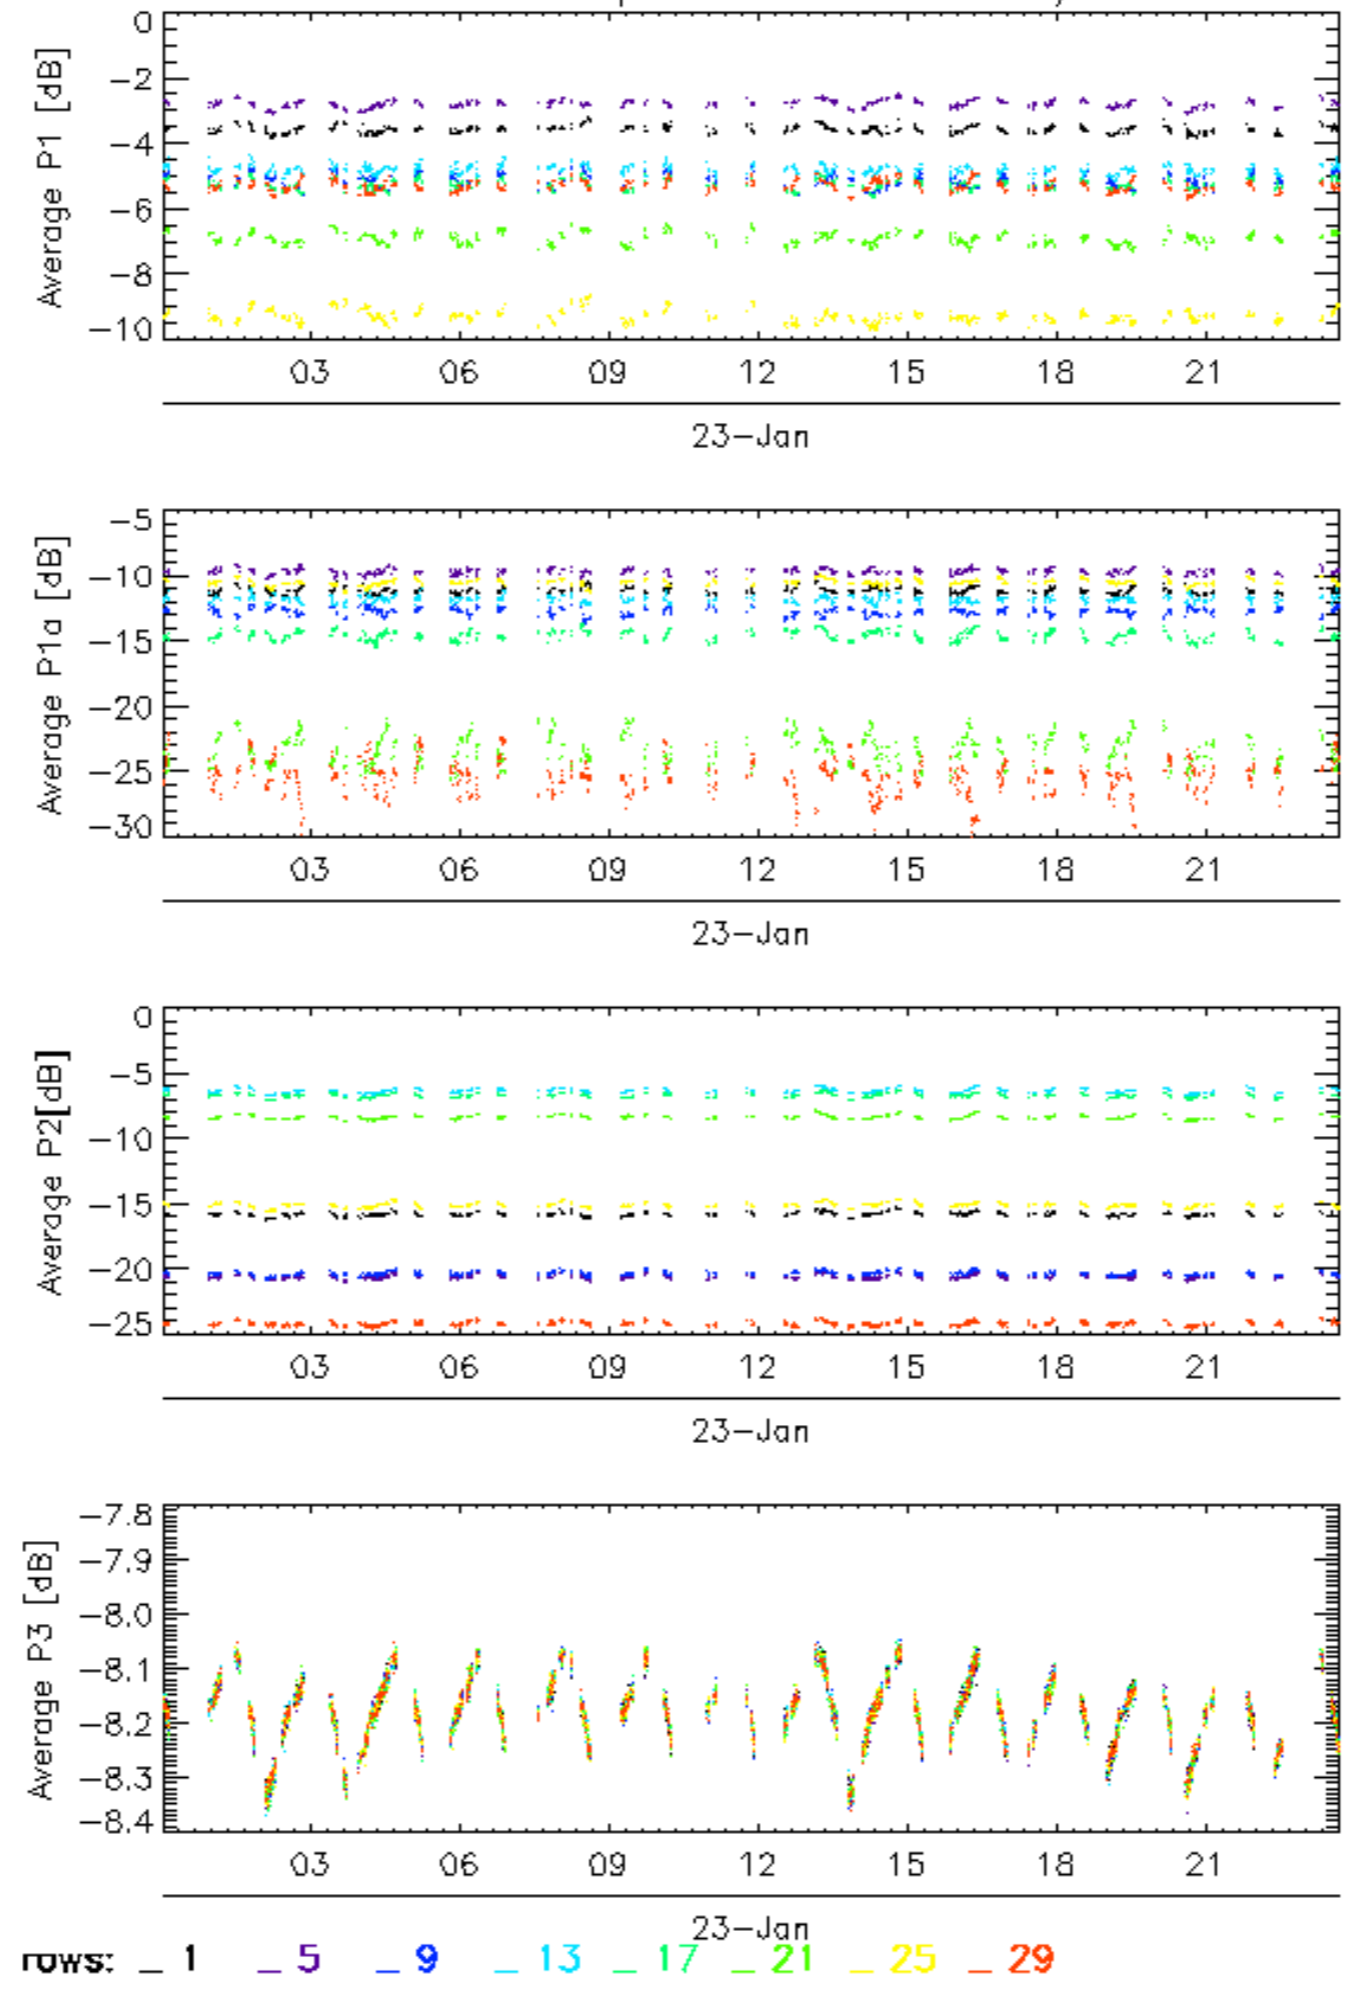 0
−2
−4
−6
−8
−10
Average P1 [dB]
03 06 09 12 15 18 21
23−Jan
−5
−10
−15
−20
−25
−30
Average P1a [dB]
03 06 09 12 15 18 21
23−Jan
0
−5
−10
−15
−20
−25
Average P2[dB]
03 06 09 12 15 18 21
23−Jan
−7.8
−7.9
−8.0
−8.1
−8.2
−8.3
−8.4
Average P3 [dB]
03 06 09 12 15 18 21
23−Jan
rows: _ 1 _ 5 _ 9 _ 13 _ 17 _ 21 _ 25 _ 29